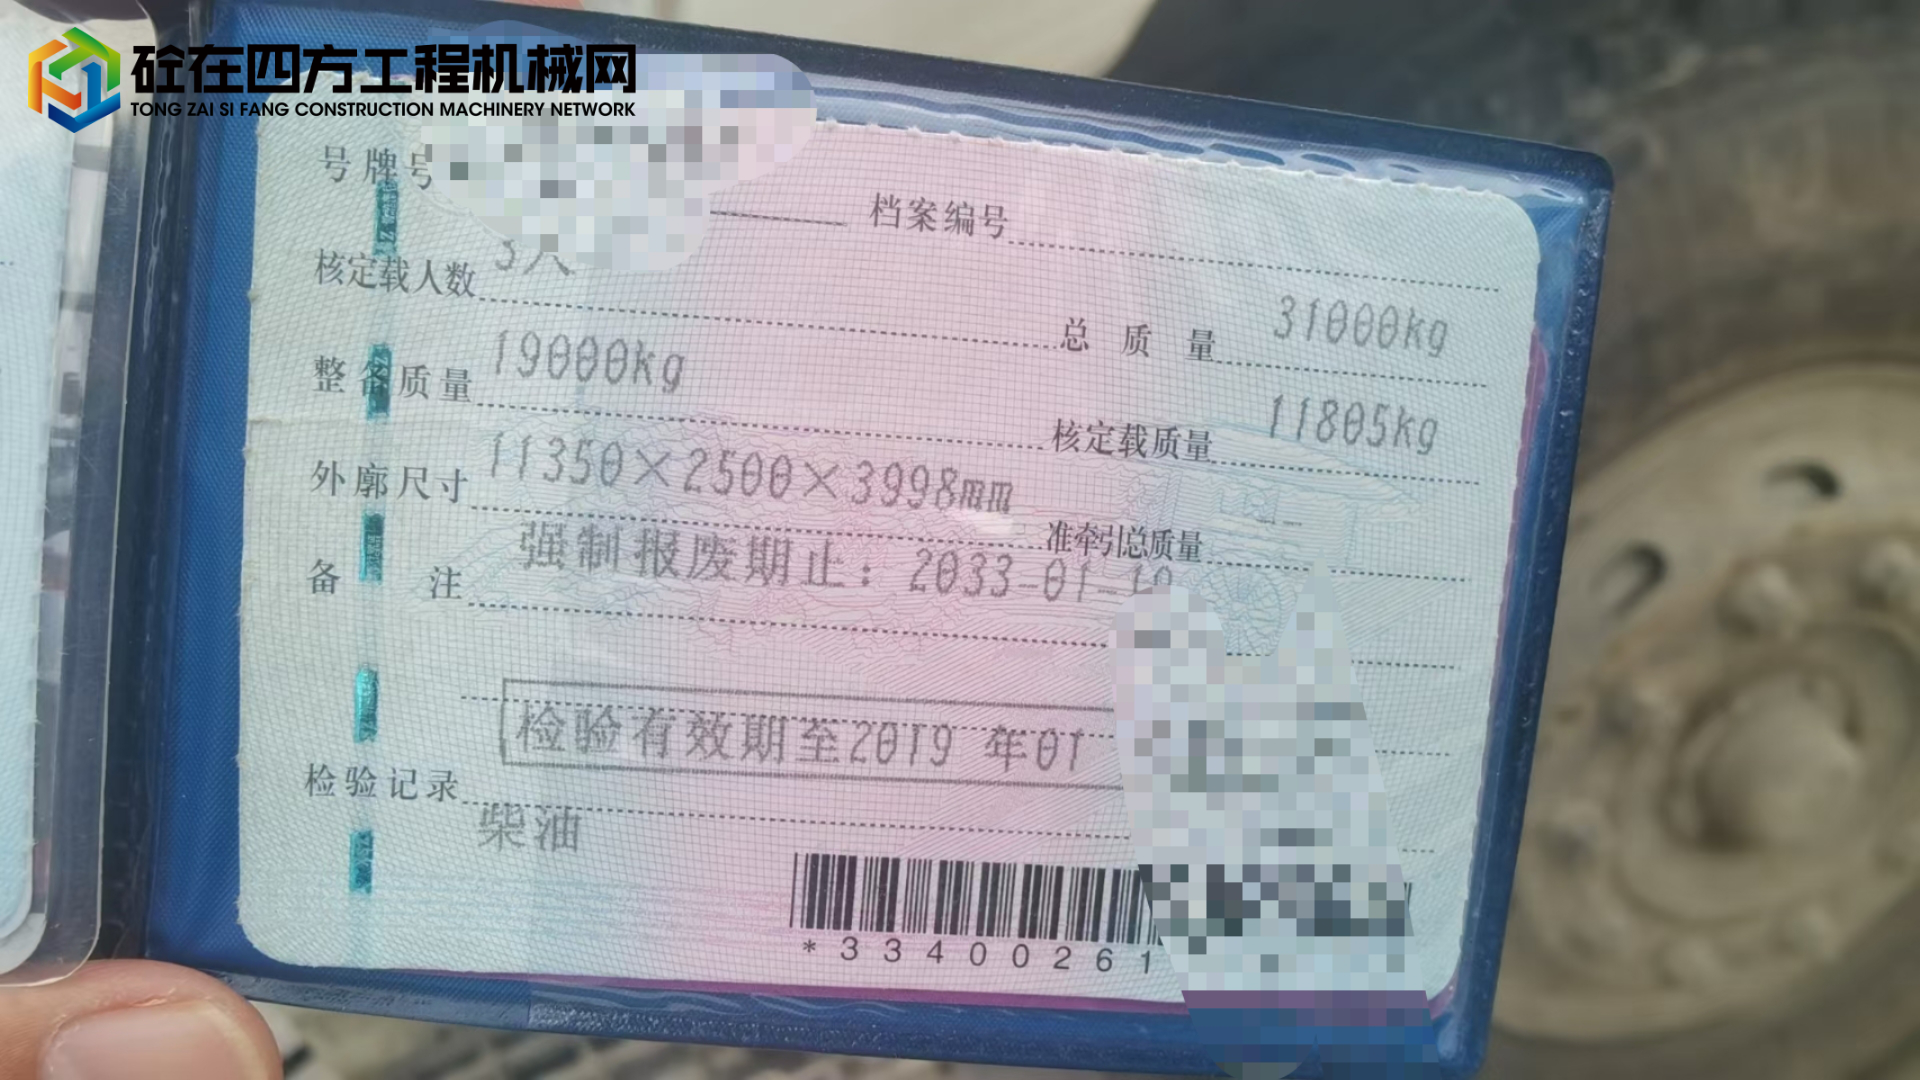 砼在四方工程机械网
TONG ZAI SI FANG CONSTRUCTION MACHINERY NETWORK
号牌号
档案编号
核定载人数 3人
总质量 31000kg
整备质量 19000kg
核定载质量 11805kg
外廓尺寸 11350×2500×3998mm
准牵引总质量
备注 强制报废期止：2033-01-10
检验有效期至2019 年01
检验记录
柴油
*33400261